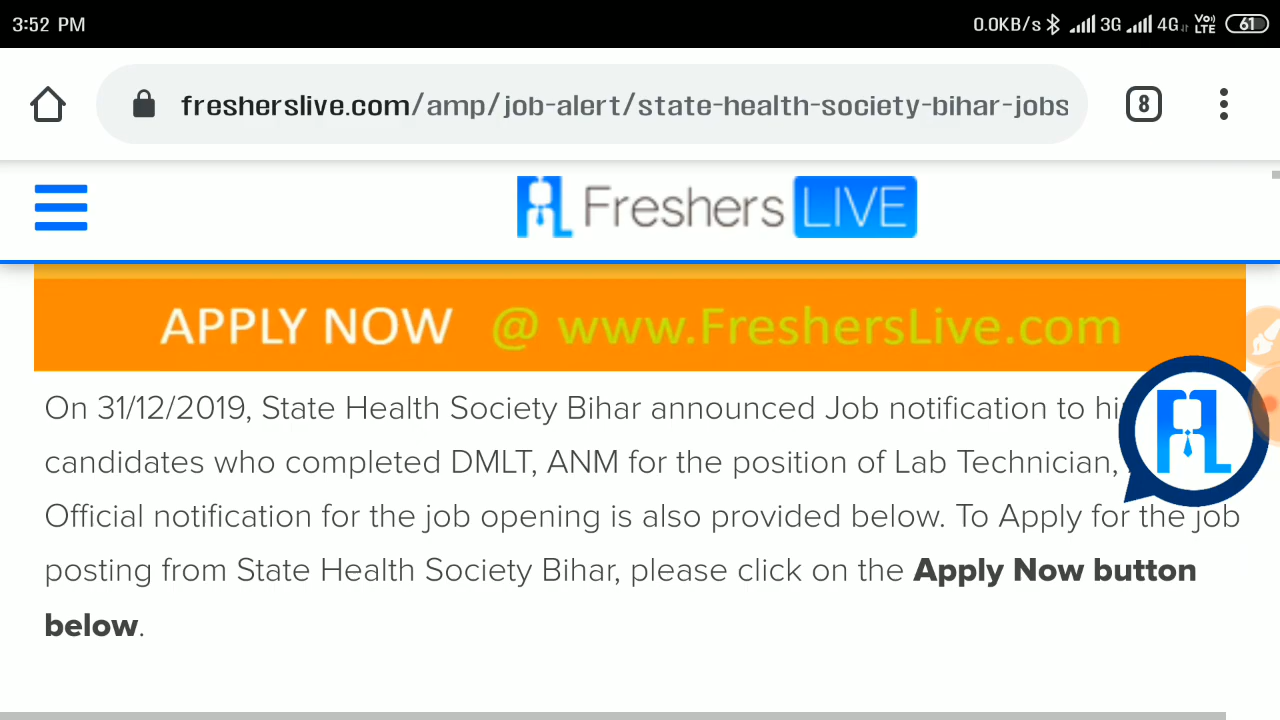 3:52 PM
0.0KB/s 3G 4G Vo) LTE 61
fresherslive.com/amp/job-alert/state-health-society-bihar-jobs
8
Freshers LIVE
APPLY NOW @ www.FreshersLive.com
On 31/12/2019, State Health Society Bihar announced Job notification to
candidates who completed DMLT, ANM for the position of Lab Technician,
Official notification for the job opening is also provided below. To Apply for the job
posting from State Health Society Bihar, please click on the Apply Now button
below.